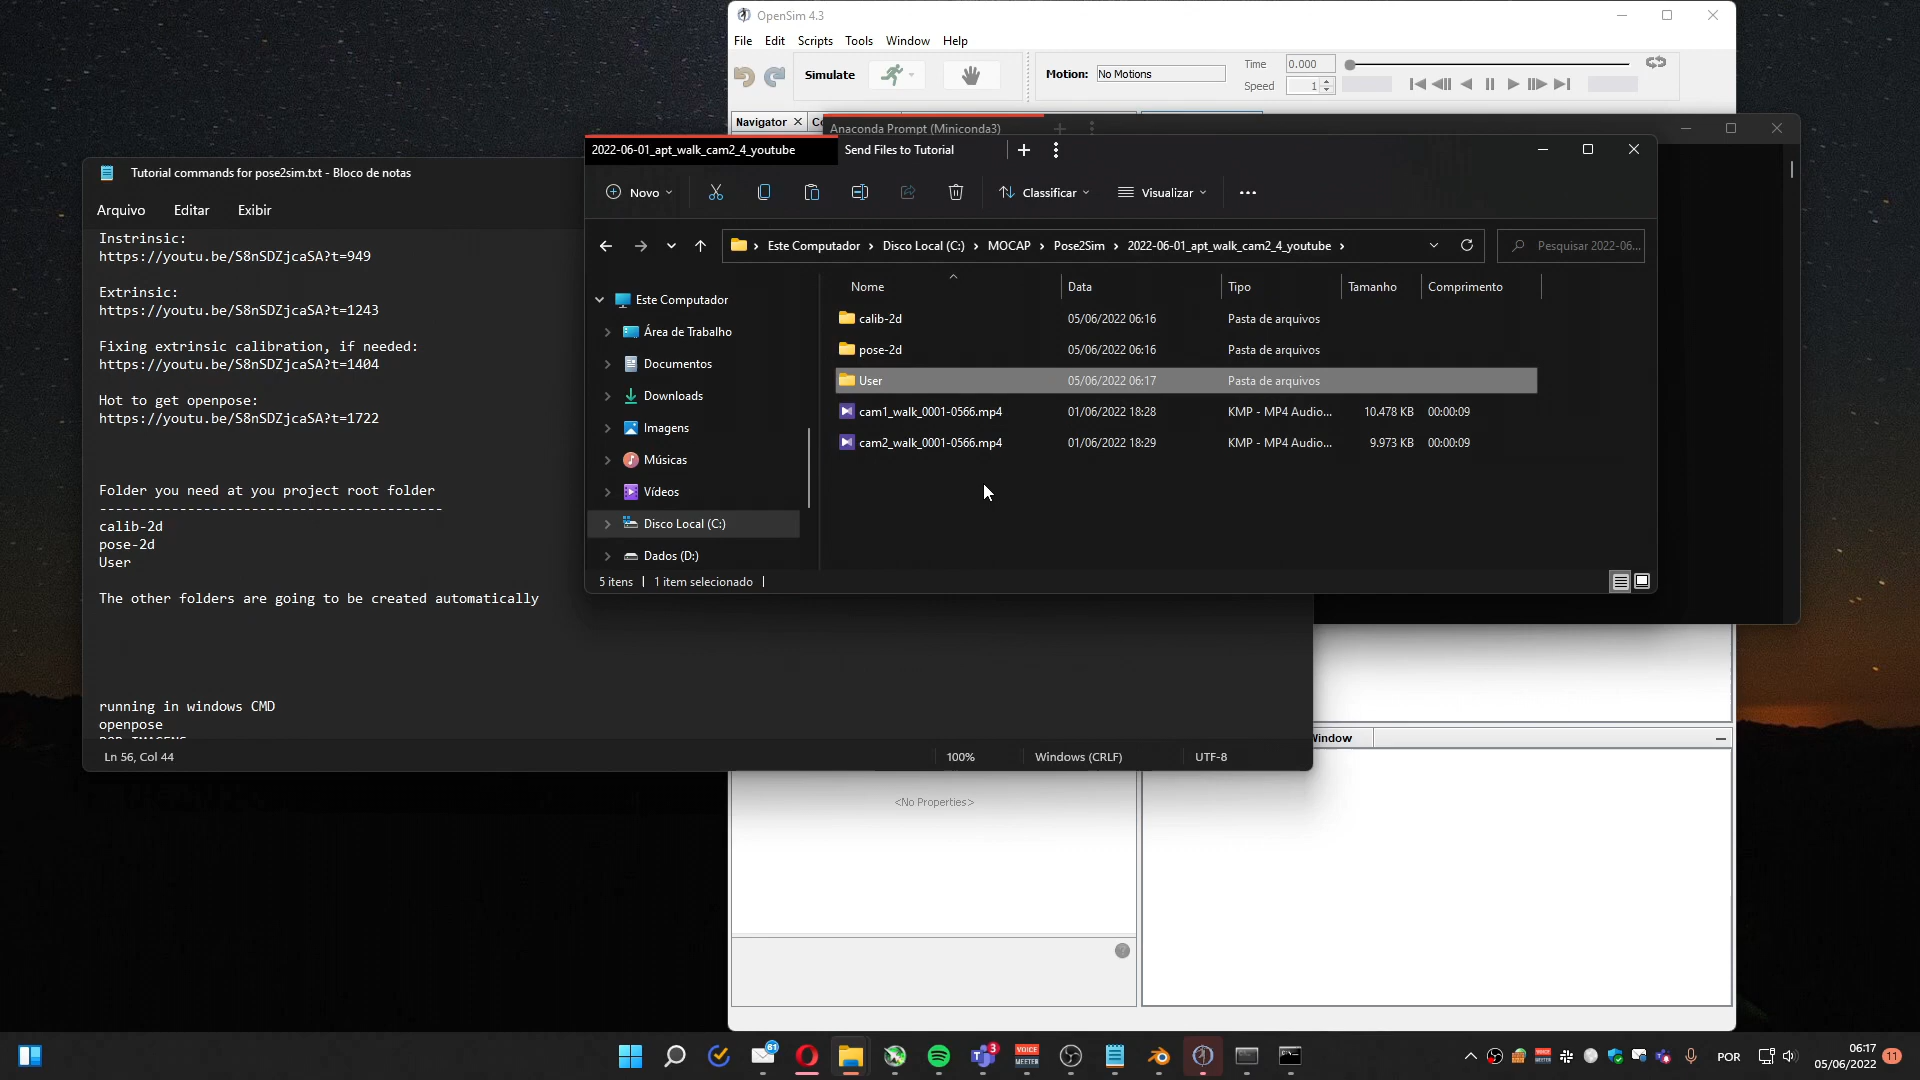 OpenSim 4.3
File Edit Scripts Tools Window Help
Simulate
Motion: No Motions
Time 0.000
Speed 1
Navigator
Anaconda Prompt (Miniconda3)
2022-06-01_apt_walk_cam2_4_youtube
Send Files to Tutorial
Novo
Classificar
Visualizar
Este Computador
Disco Local (C:)
MOCAP
Pose2Sim
2022-06-01_apt_walk_cam2_4_youtube
Pesquisar 2022-06...
Este Computador
Área de Trabalho
Documentos
Downloads
Imagens
Músicas
Vídeos
Disco Local (C:)
Dados (D:)
Nome Data Tipo Tamanho Comprimento
calib-2d 05/06/2022 06:16 Pasta de arquivos
pose-2d 05/06/2022 06:16 Pasta de arquivos
User 05/06/2022 06:17 Pasta de arquivos
cam1_walk_0001-0566.mp4 01/06/2022 18:28 KMP - MP4 Audio... 10.478 KB 00:00:09
cam2_walk_0001-0566.mp4 01/06/2022 18:29 KMP - MP4 Audio... 9.973 KB 00:00:09
5 itens 1 item selecionado
Tutorial commands for pose2sim.txt - Bloco de notas
Arquivo Editar Exibir
Instrinsic:
https://youtu.be/S8nSDZjcaSA?t=949
Extrinsic:
https://youtu.be/S8nSDZjcaSA?t=1243
Fixing extrinsic calibration, if needed:
https://youtu.be/S8nSDZjcaSA?t=1404
Hot to get openpose:
https://youtu.be/S8nSDZjcaSA?t=1722
Folder you need at you project root folder
------------------------------------------
calib-2d
pose-2d
User
The other folders are going to be created automatically
running in windows CMD
openpose
Ln 56, Col 44
100%
Windows (CRLF)
UTF-8
Window
<No Properties>
61
3
VOICE
MEETER
POR
06:17
05/06/2022
11